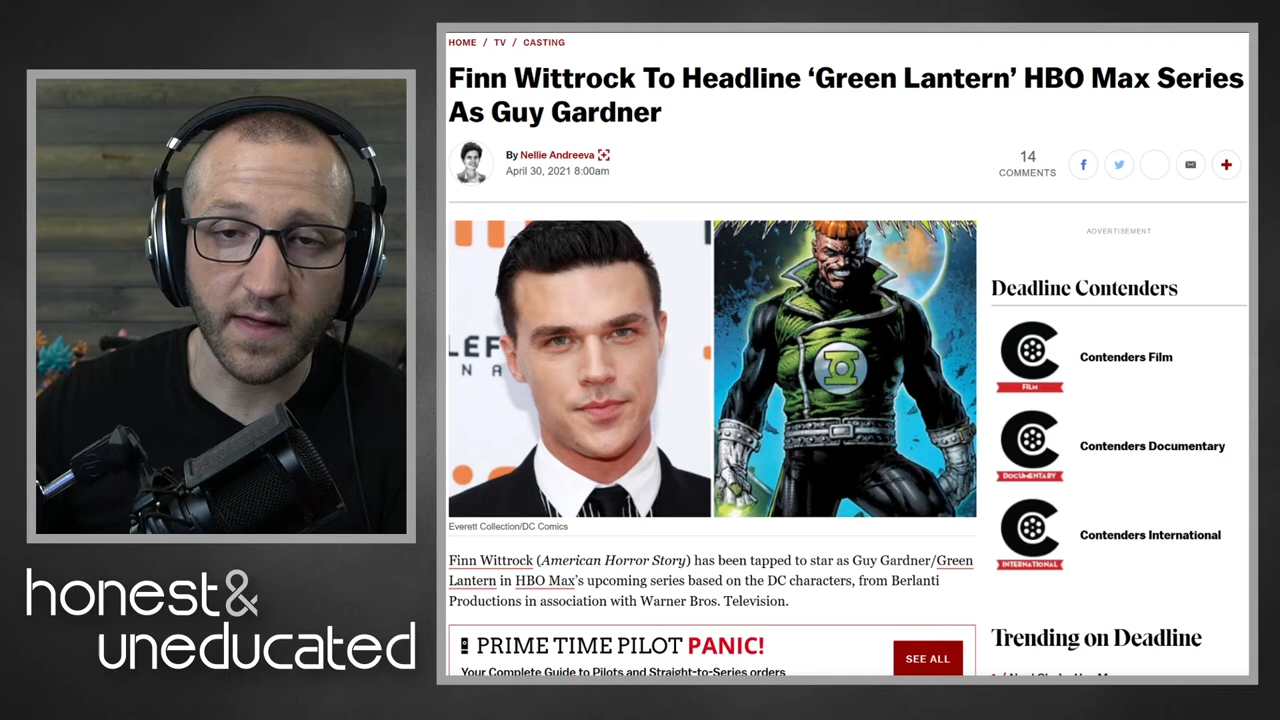 HOME / TV / CASTING
Finn Wittrock To Headline ‘Green Lantern’ HBO Max Series
As Guy Gardner
By Nellie Andreeva
April 30, 2021 8:00am
14
COMMENTS
ADVERTISEMENT
LEF
N A
Deadline Contenders
FILM
Contenders Film
DOCUMENTARY
Contenders Documentary
INTERNATIONAL
Contenders International
Everett Collection/DC Comics
Finn Wittrock (American Horror Story) has been tapped to star as Guy Gardner/Green
Lantern in HBO Max’s upcoming series based on the DC characters, from Berlanti
Productions in association with Warner Bros. Television.
PRIME TIME PILOT PANIC!
Your Complete Guide to Pilots and Straight-to-Series orders
SEE ALL
Trending on Deadline
honest&
uneducated